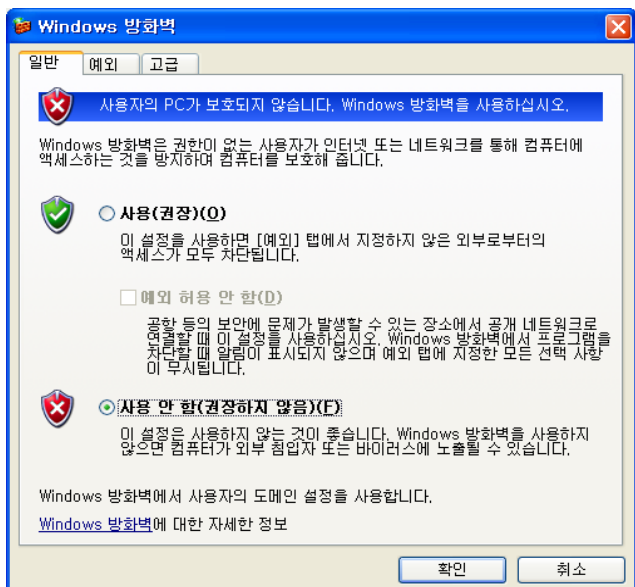 Windows 방화벽
일반 예외 고급
사용자의 PC가 보호되지 않습니다. Windows 방화벽을 사용하십시오.
Windows 방화벽은 권한이 없는 사용자가 인터넷 또는 네트워크를 통해 컴퓨터에
액세스하는 것을 방지하여 컴퓨터를 보호해 줍니다.
사용(권장)(O)
이 설정을 사용하면 [예외] 탭에서 지정하지 않은 외부로부터의
액세스가 모두 차단됩니다.
예외 허용 안 함(D)
공항 등의 보안에 문제가 발생할 수 있는 장소에서 공개 네트워크로
연결할 때 이 설정을 사용하십시오. Windows 방화벽에서 프로그램을
차단할 때 알림이 표시되지 않으며 예외 탭에 지정한 모든 선택 사항
이 무시됩니다.
사용 안 함(권장하지 않음)(F)
이 설정은 사용하지 않는 것이 좋습니다. Windows 방화벽을 사용하지
않으면 컴퓨터가 외부 침입자 또는 바이러스에 노출될 수 있습니다.
Windows 방화벽에서 사용자의 도메인 설정을 사용합니다.
Windows 방화벽에 대한 자세한 정보
확인 취소